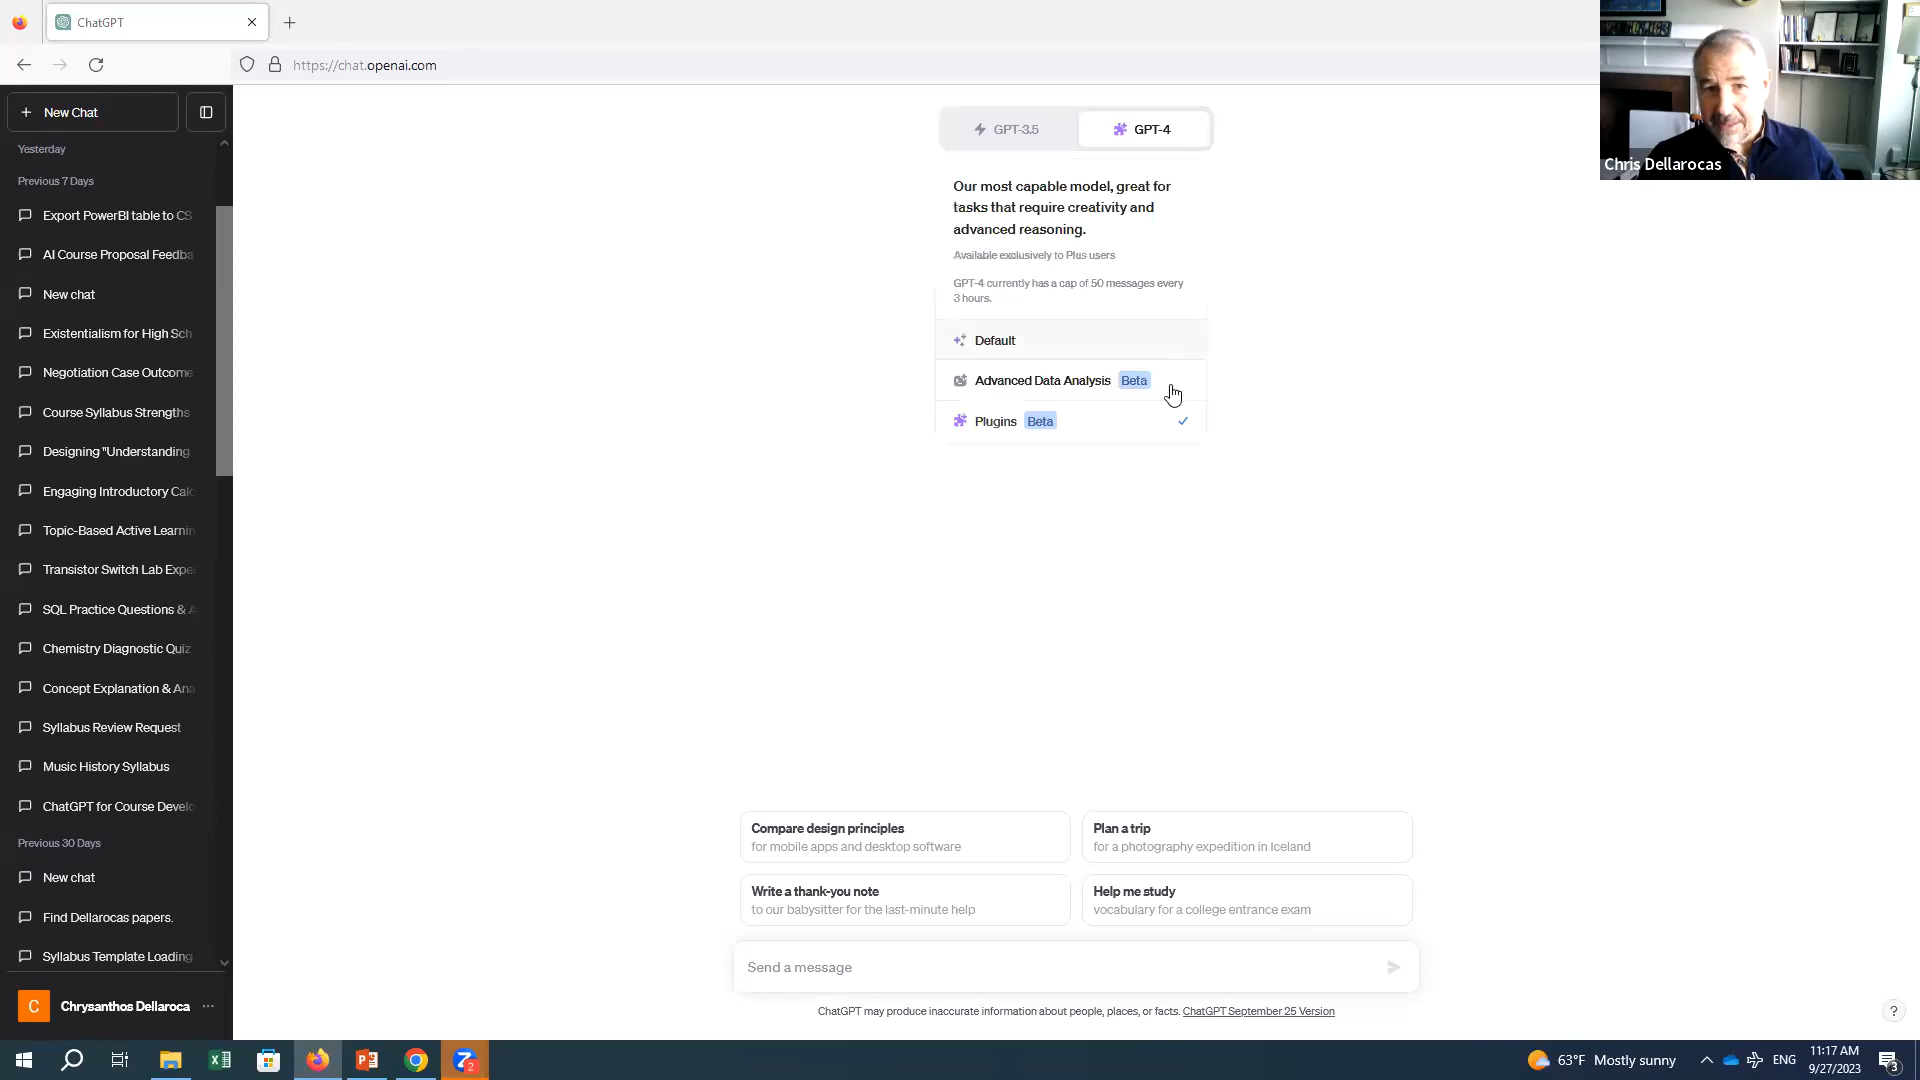 ChatGPT
https://chat.openai.com
New Chat
Yesterday
Previous 7 Days
Export PowerBI table to CS
AI Course Proposal Feedba
New chat
Existentialism for High Sch
Negotiation Case Outcome
Course Syllabus Strengths
Designing "Understanding
Engaging Introductory Calc
Topic-Based Active Learnin
Transistor Switch Lab Expe
SQL Practice Questions & A
Chemistry Diagnostic Quiz
Concept Explanation & Ana
Syllabus Review Request
Music History Syllabus
ChatGPT for Course Develo
Previous 30 Days
New chat
Find Dellarocas papers.
Syllabus Template Loading
C
Chrysanthos Dellaroca
GPT-3.5
GPT-4
Our most capable model, great for
tasks that require creativity and
advanced reasoning.
Available exclusively to Plus users
GPT-4 currently has a cap of 50 messages every
3 hours.
Default
Advanced Data Analysis Beta
Plugins Beta
Chris Dellarocas
Compare design principles
for mobile apps and desktop software
Plan a trip
for a photography expedition in Iceland
Write a thank-you note
to our babysitter for the last-minute help
Help me study
vocabulary for a college entrance exam
Send a message
ChatGPT may produce inaccurate information about people, places, or facts. ChatGPT September 25 Version
?
2
63°F Mostly sunny
ENG
11:17 AM
9/27/2023
3